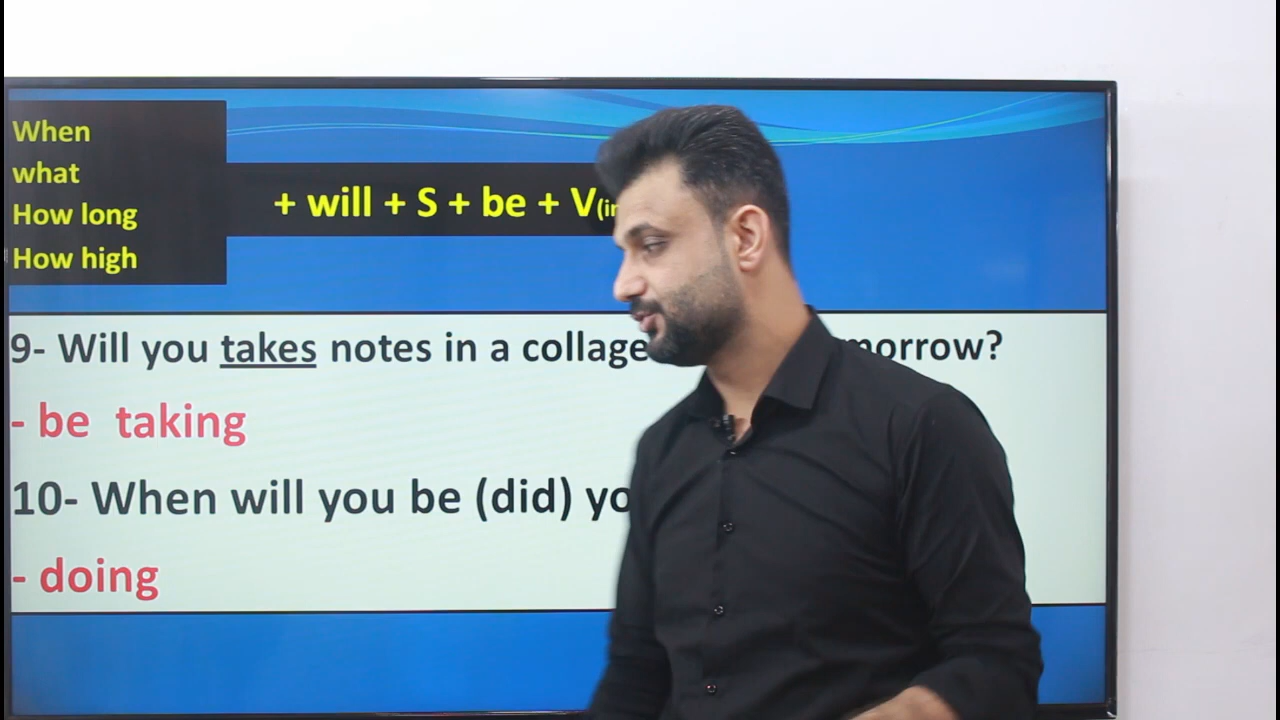 When
what
How long
How high
+ will + S + be + V(in
9- Will you takes notes in a collage morrow?
- be taking
10- When will you be (did) yo
- doing